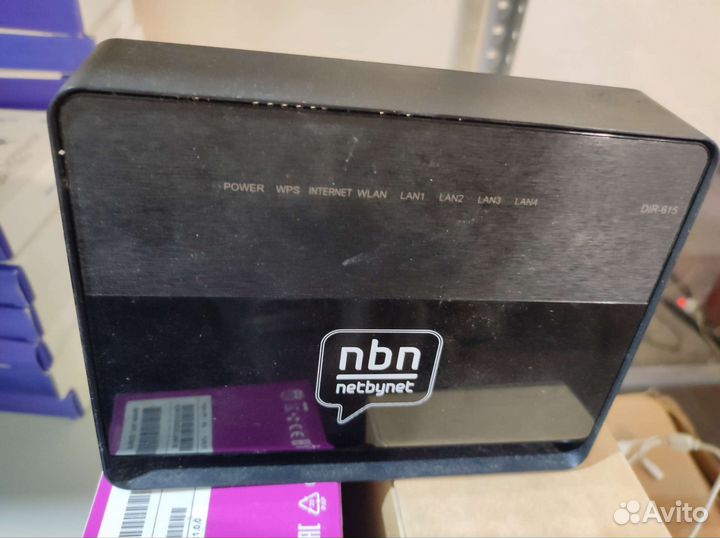 POWER WPS INTERNET WLAN LAN1 LAN2 LAN3 LAN4
DIR-615
nbn
netbynet
Avito